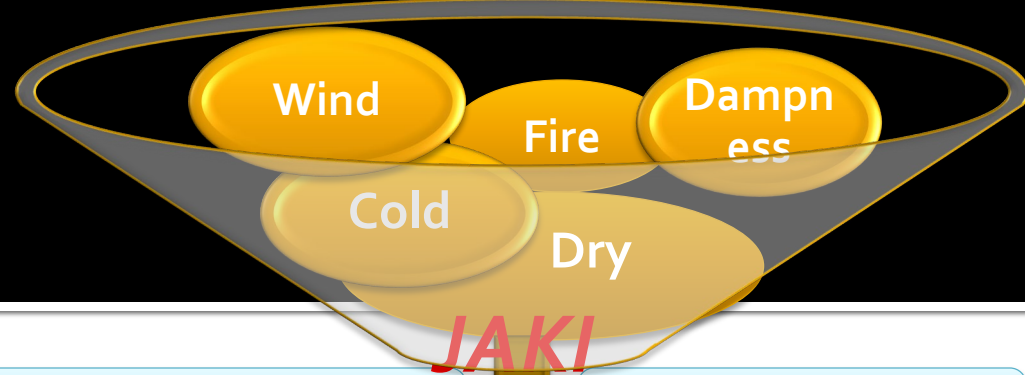 Wind
Fire
Dampn
ess
Cold
Dry
JAKI